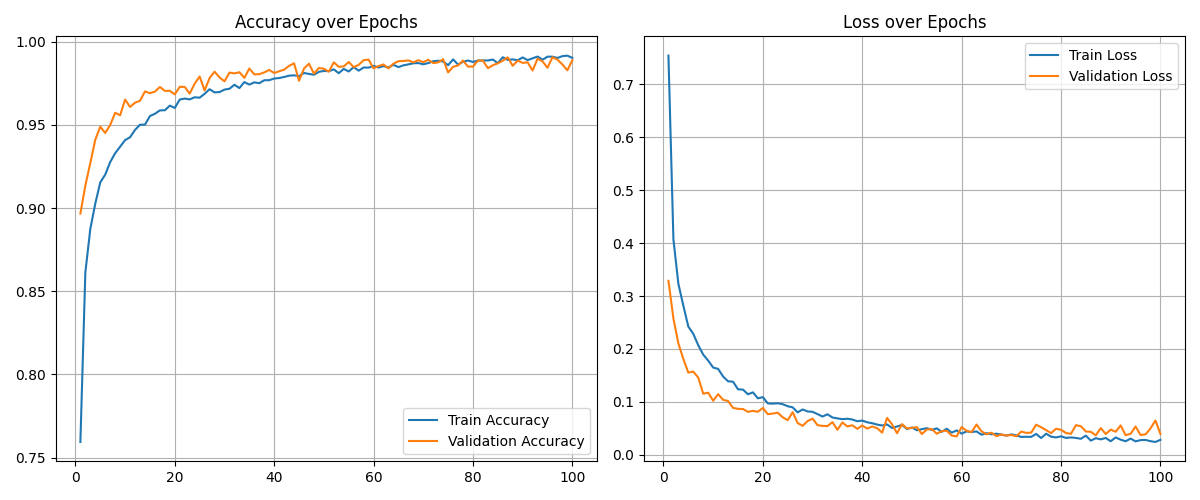 Accuracy over Epochs
1.00
0.95
0.90
0.85
0.80
0.75
0 20 40 60 80 100
Train Accuracy
Validation Accuracy
Loss over Epochs
0.7
0.6
0.5
0.4
0.3
0.2
0.1
0.0
0 20 40 60 80 100
Train Loss
Validation Loss